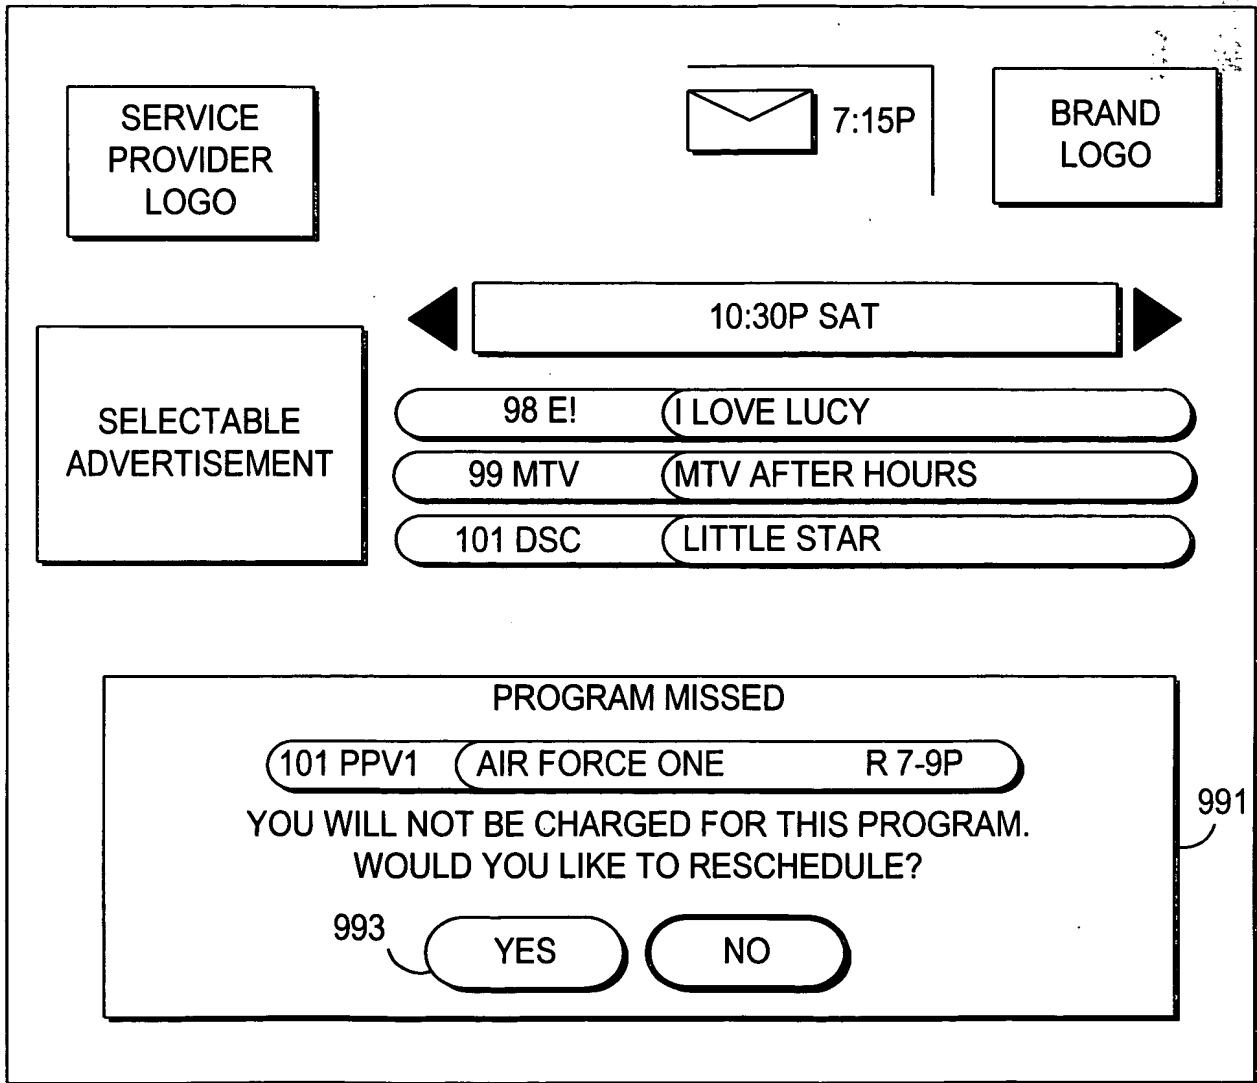 SERVICE
PROVIDER
LOGO
7:15P
BRAND
LOGO
10:30P SAT
SELECTABLE
ADVERTISEMENT
98 E! I LOVE LUCY
99 MTV MTV AFTER HOURS
101 DSC LITTLE STAR
PROGRAM MISSED
101 PPV1 AIR FORCE ONE R 7-9P
YOU WILL NOT BE CHARGED FOR THIS PROGRAM.
WOULD YOU LIKE TO RESCHEDULE?
991
993
YES NO